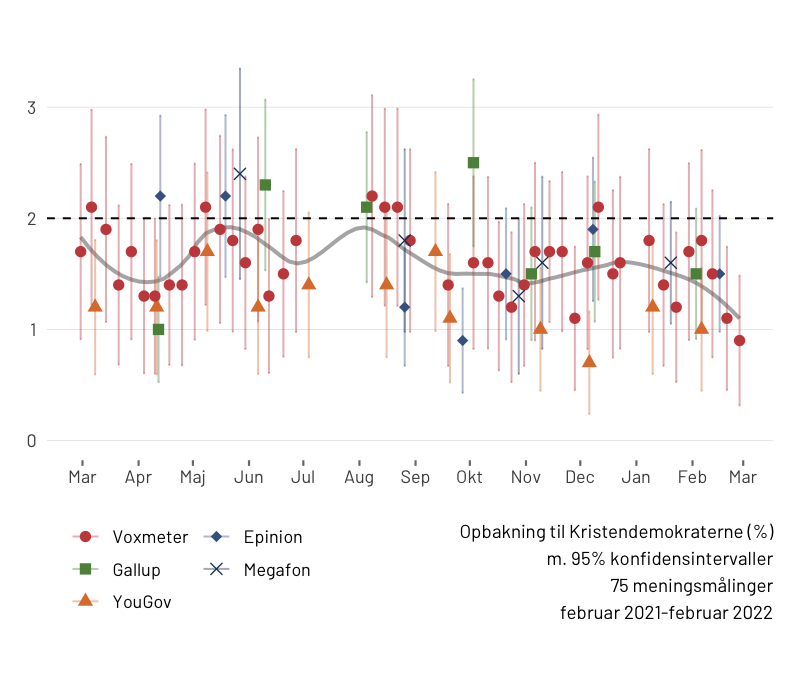 3
2
1
0
Mar Apr Maj Jun Jul Aug Sep Okt Nov Dec Jan Feb Mar
Voxmeter Epinion
Gallup Megafon
YouGov
Opbakning til Kristendemokraterne (%)
m. 95% konfidensintervaller
75 meningsmålinger
februar 2021-februar 2022